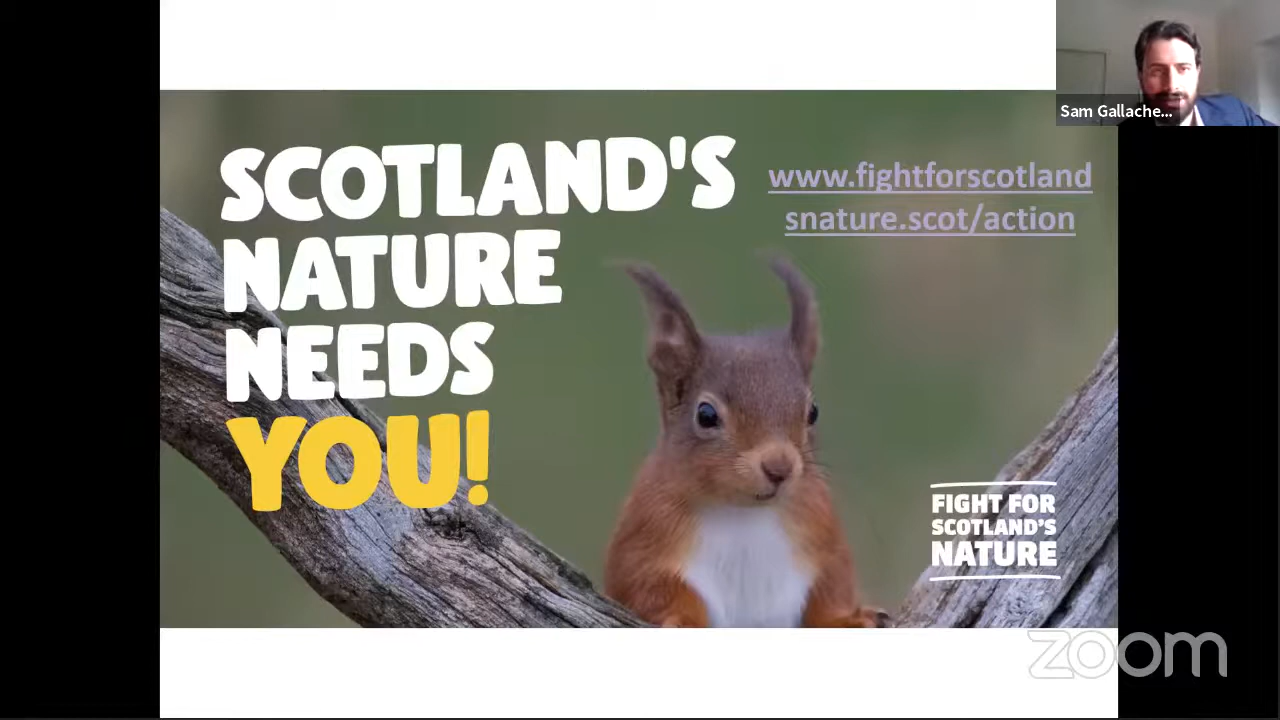 SCOTLAND'S
NATURE
NEEDS
YOU!
www.fightforscotland
snature.scot/action
Sam Gallache...
FIGHT FOR
SCOTLAND'S
NATURE
zoom